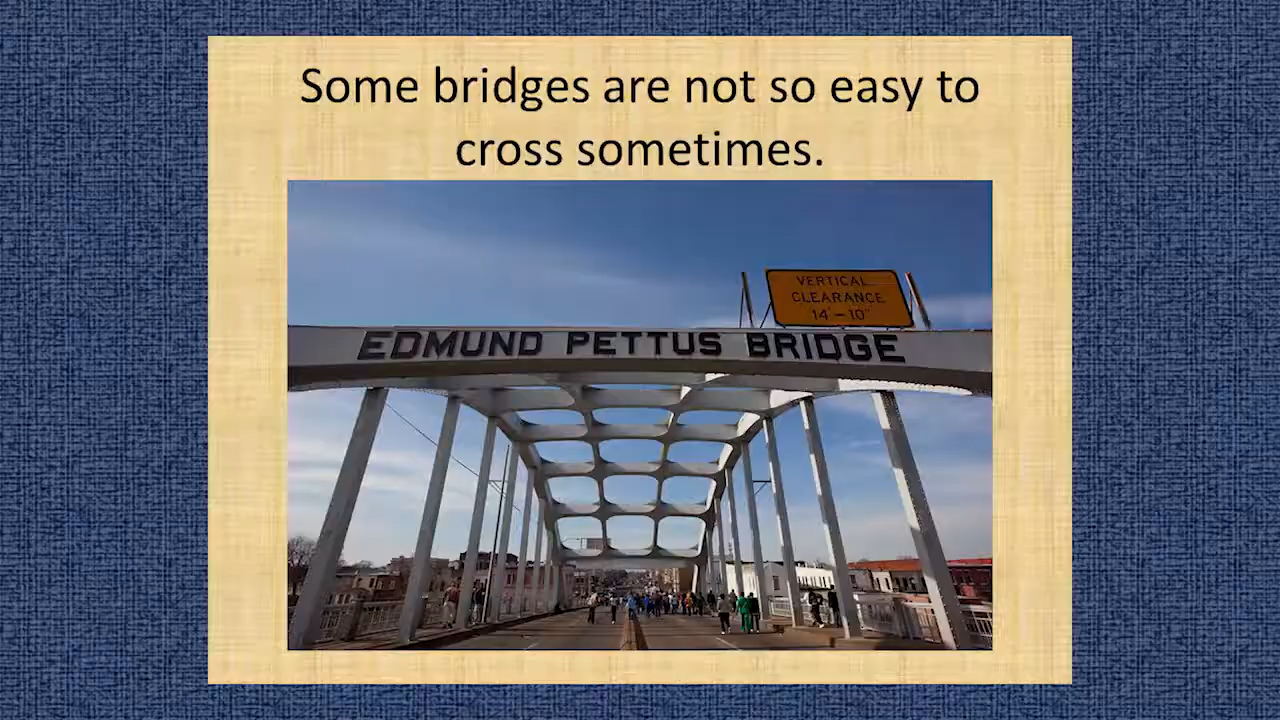 Some bridges are not so easy to
cross sometimes.
VERTICAL
CLEARANCE
14' - 10"
EDMUND PETTUS BRIDGE